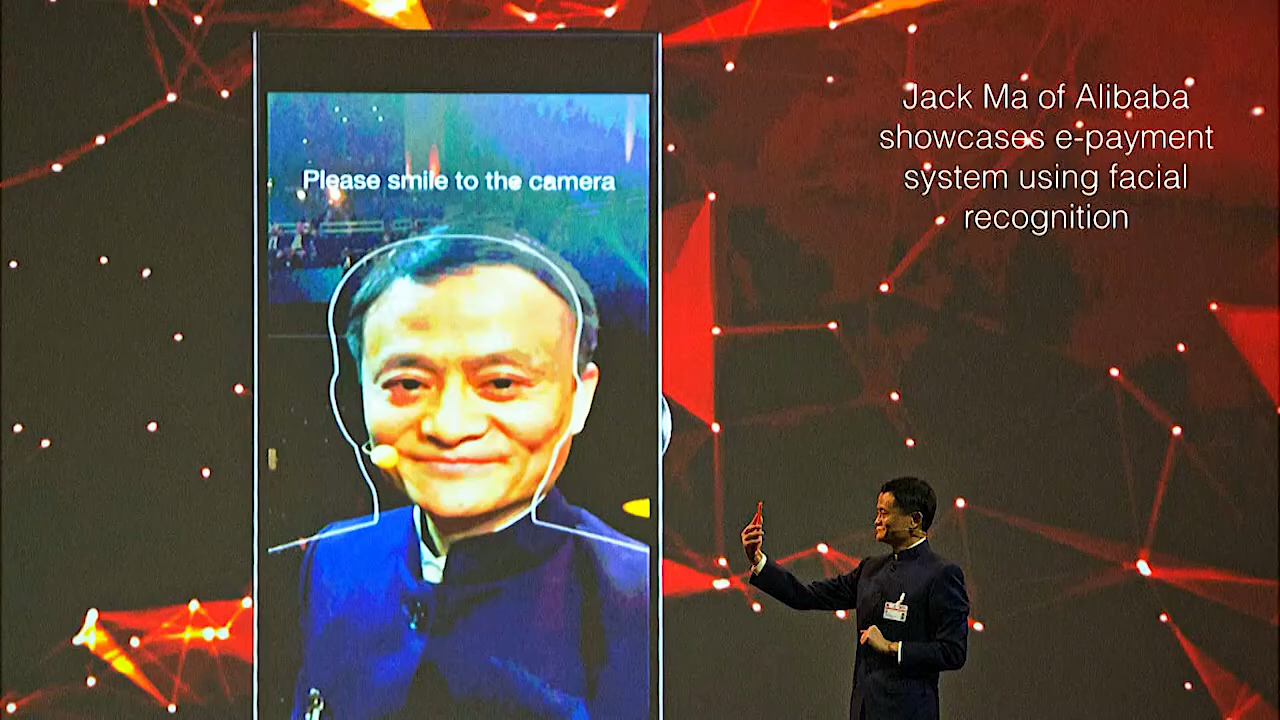 Jack Ma of Alibaba
showcases e-payment
system using facial
recognition
Please smile to the camera